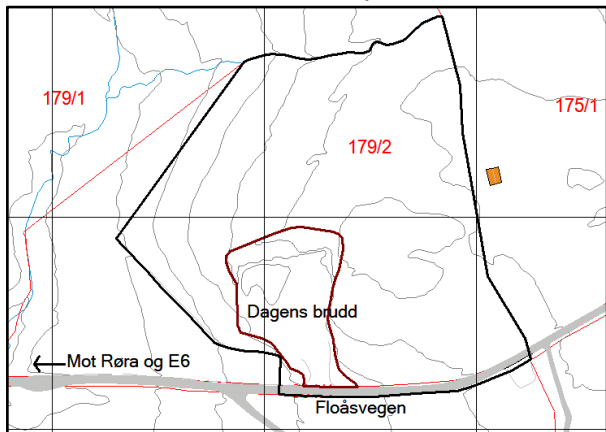 179/1
175/1
179/2
Dagens brudd
Mot Røra og E6
Floåsvegen